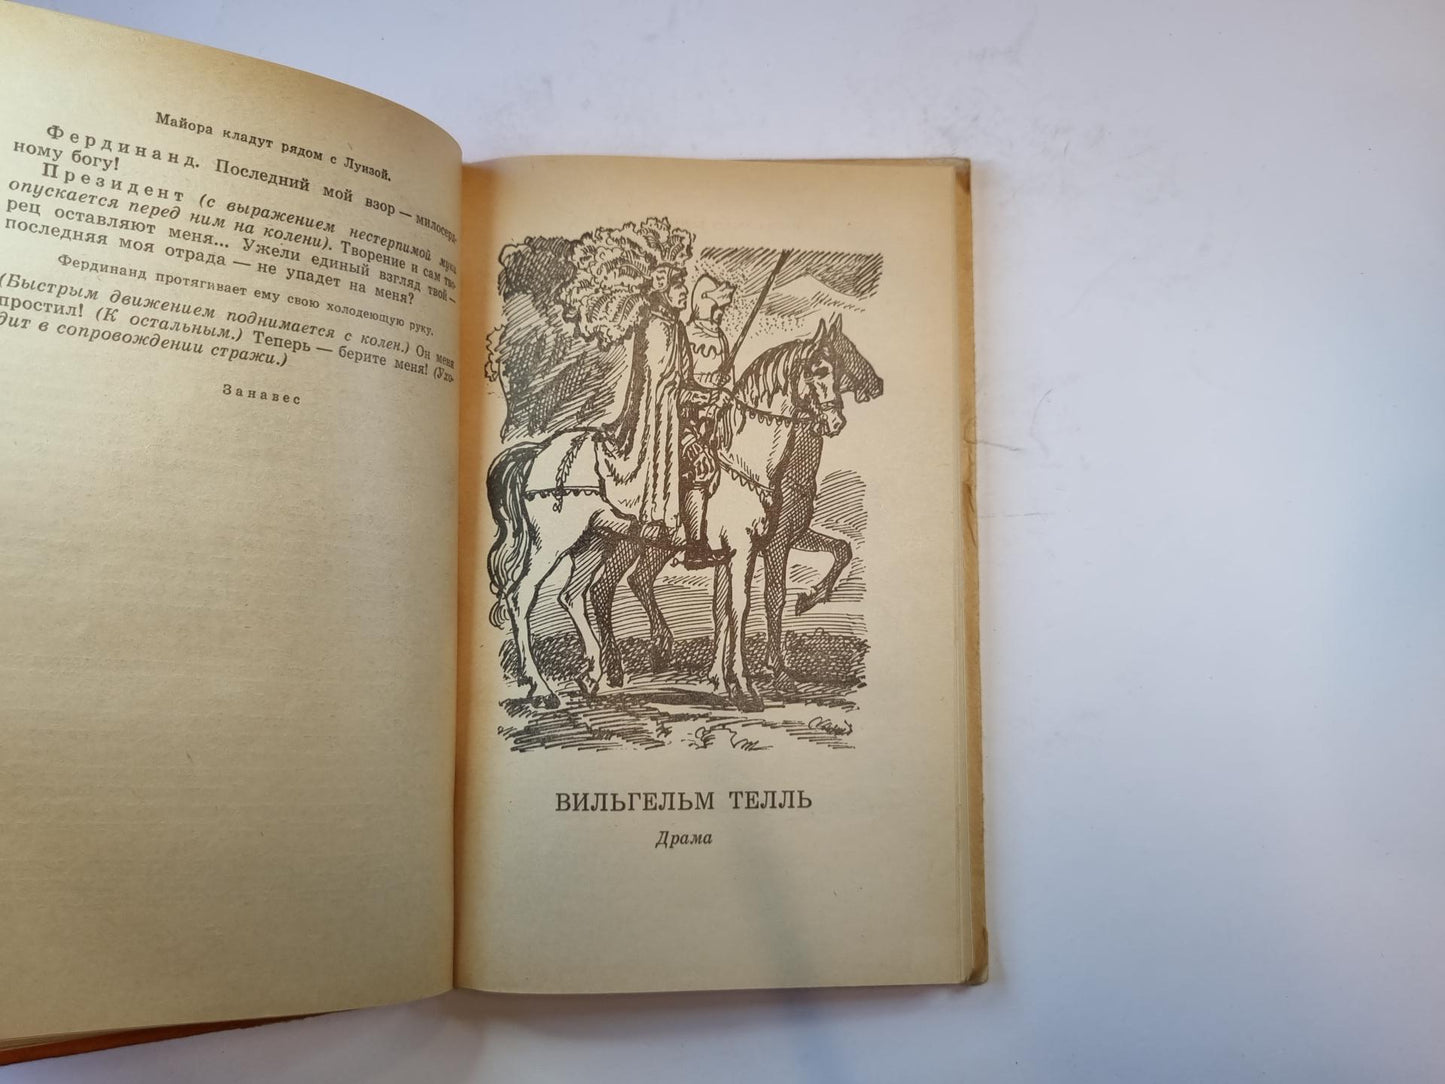 Майора кладут рядом с Луизой.
Фердинанд. Последний мой взор — милосерд-
ному богу!
Президент (с выражением нестерпимой муки
опускается перед ним на колени). Творение и сам тво-
рец оставляют меня... Ужели единый взгляд твой —
последняя моя отрада — не упадет на меня?
Фердинанд протягивает ему свою холодеющую руку.
(Быстрым движением поднимается с колен.) Он меня
простил! (К остальным.) Теперь — берите меня! (Ухо-
дит в сопровождении стражи.)
Занавес
ВИЛЬГЕЛЬМ ТЕЛЛЬ
Драма